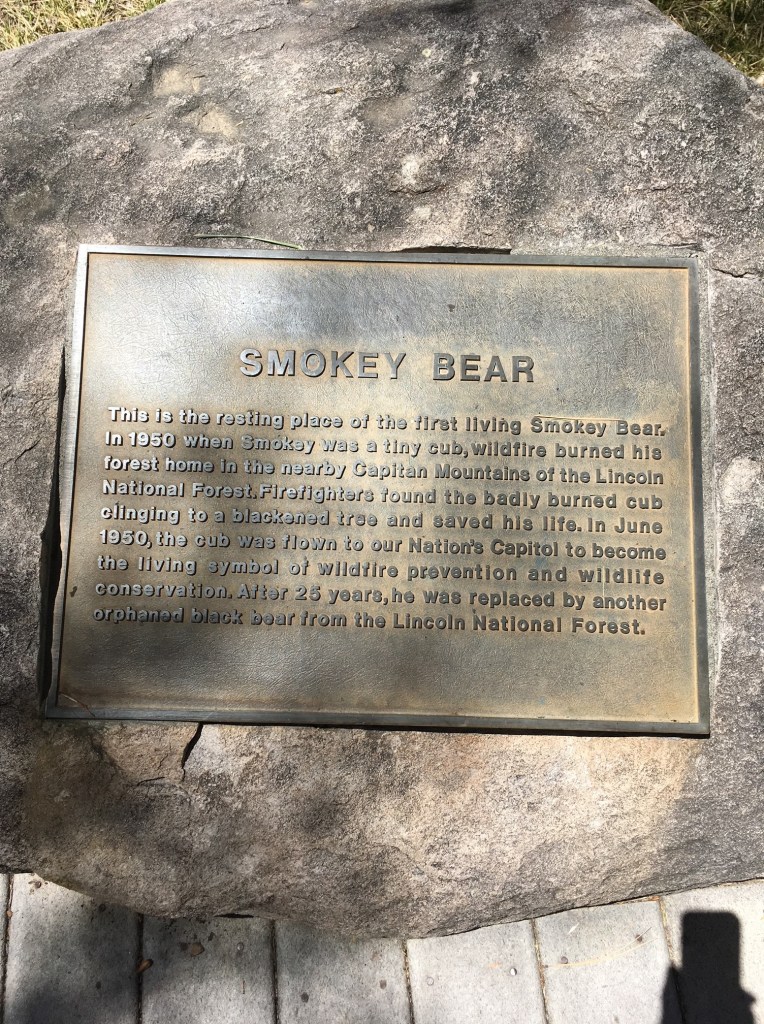 SMOKEY BEAR
This is the resting place of the first living Smokey Bear.
In 1950 when Smokey was a tiny cub, wildfire burned his
forest home in the nearby Capitan Mountains of the Lincoln
National Forest. Firefighters found the badly burned cub
clinging to a blackened tree and saved his life. In June
1950, the cub was flown to our Nation's Capitol to become
the living symbol of wildfire prevention and wildlife
conservation. After 25 years, he was replaced by another
orphaned black bear from the Lincoln National Forest.